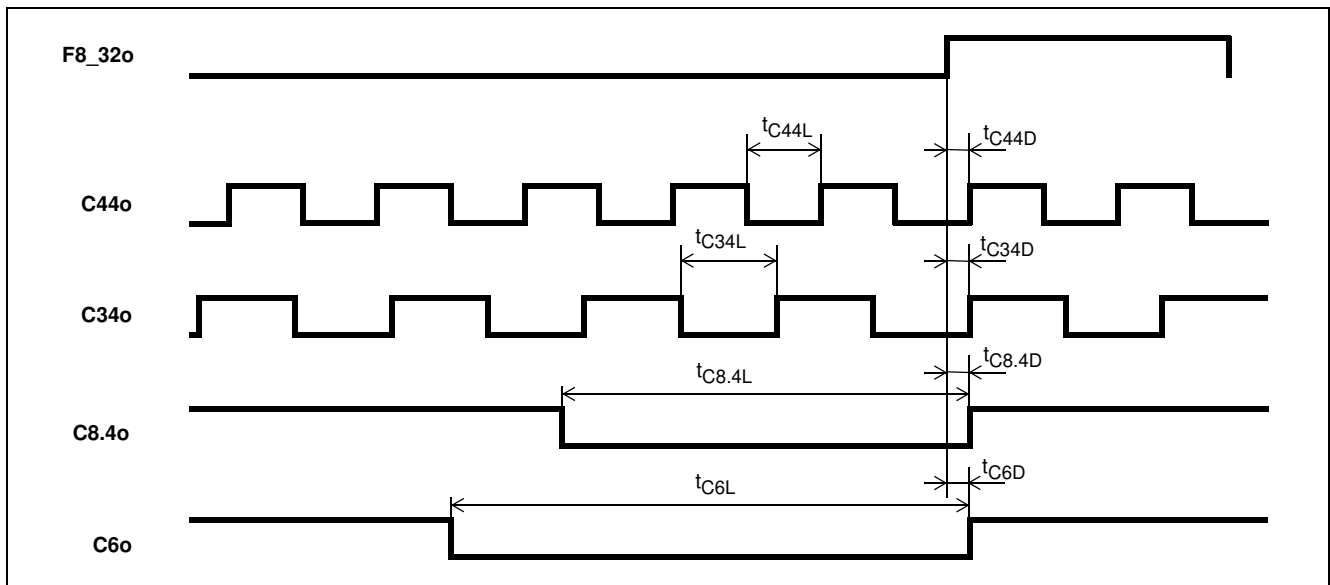 F8_32o
tC44L
tC44D
C44o
tC34L
tC34D
C34o
tC8.4L
tC8.4D
C8.4o
tC6L
tC6D
C6o